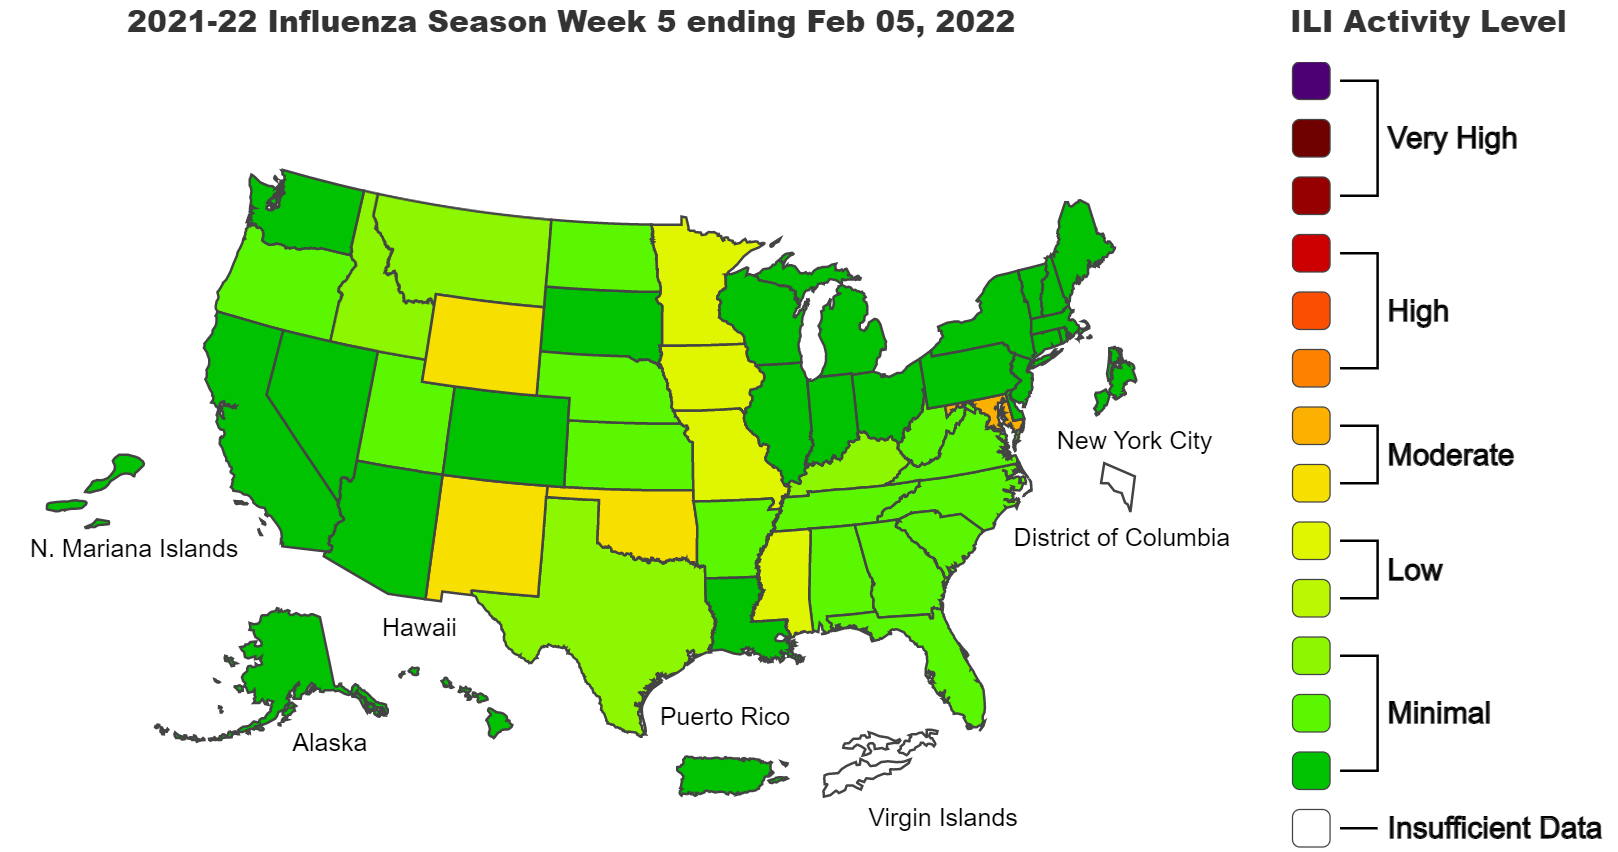 2021-22 Influenza Season Week 5 ending Feb 05, 2022
ILI Activity Level
Very High
High
Moderate
Low
Minimal
Insufficient Data
New York City
District of Columbia
N. Mariana Islands
Hawaii
Alaska
Puerto Rico
Virgin Islands